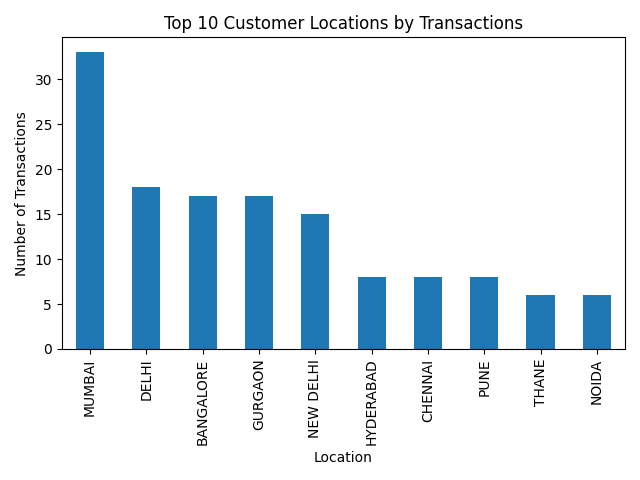 Top 10 Customer Locations by Transactions
Number of Transactions
30
25
20
15
10
5
0
MUMBAI
DELHI
BANGALORE
GURGAON
NEW DELHI
HYDERABAD
CHENNAI
PUNE
THANE
NOIDA
Location